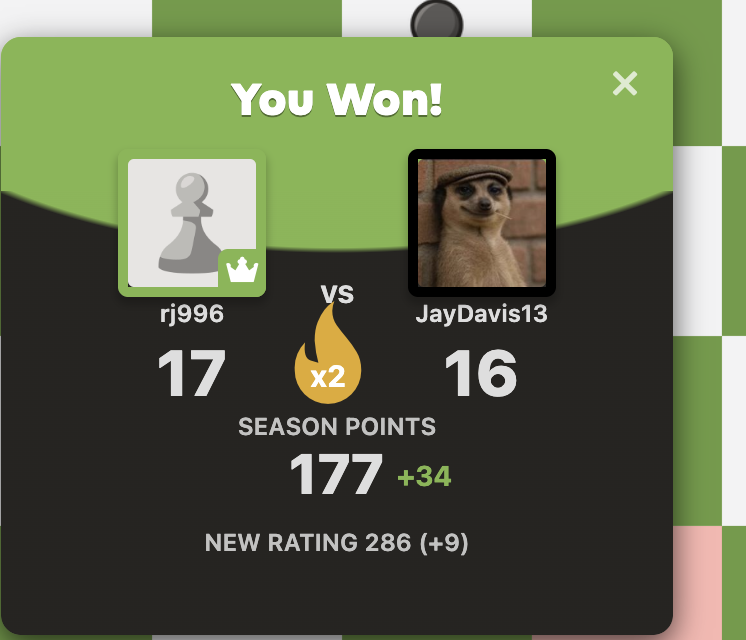 You Won!
VS
rj996
JayDavis13
17
x2
16
SEASON POINTS
177 +34
NEW RATING 286 (+9)